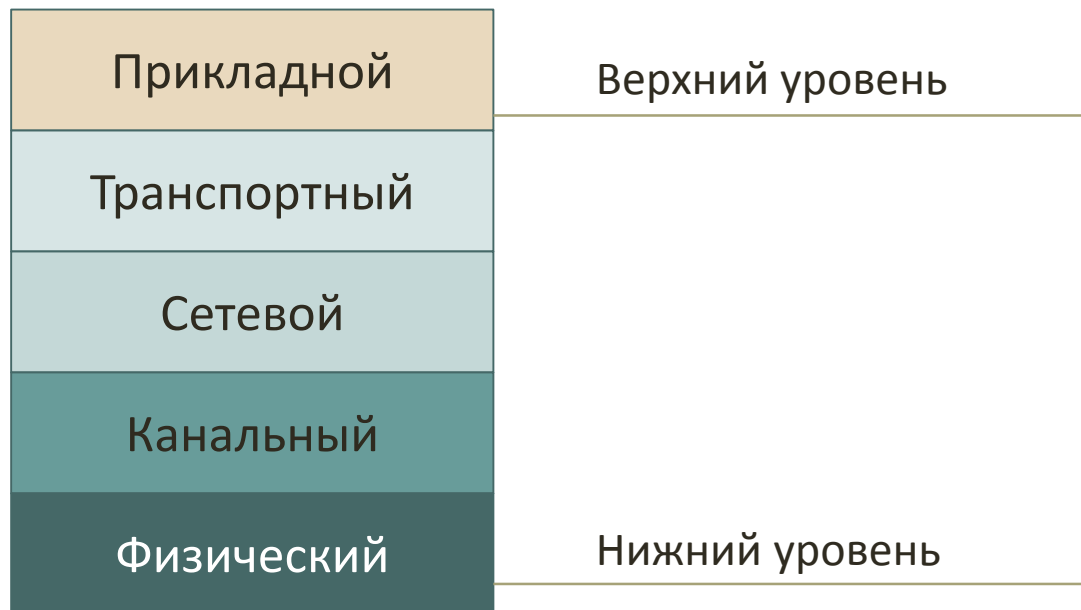 Прикладной
Верхний уровень
Транспортный
Сетевой
Канальный
Физический
Нижний уровень